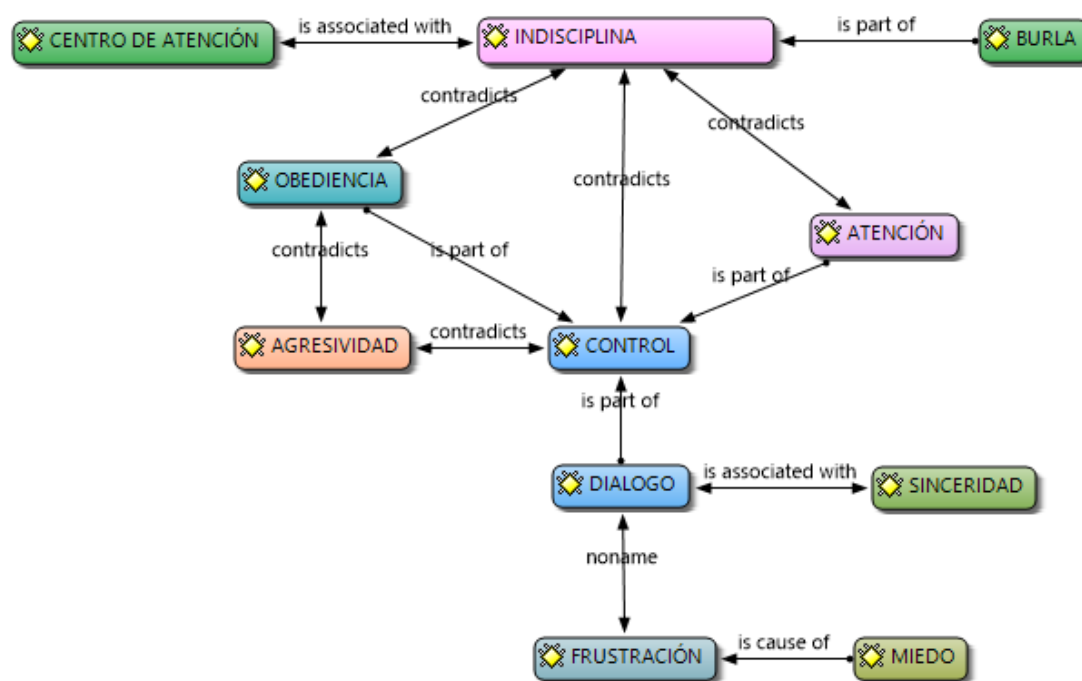 CENTRO DE ATENCIÓN
is associated with
INDISCIPLINA
is part of
BURLA
contradicts
contradicts
contradicts
OBEDIENCIA
ATENCIÓN
contradicts
is part of
is part of
AGRESIVIDAD
contradicts
CONTROL
is part of
DIALOGO
is associated with
SINCERIDAD
noname
FRUSTRACIÓN
is cause of
MIEDO